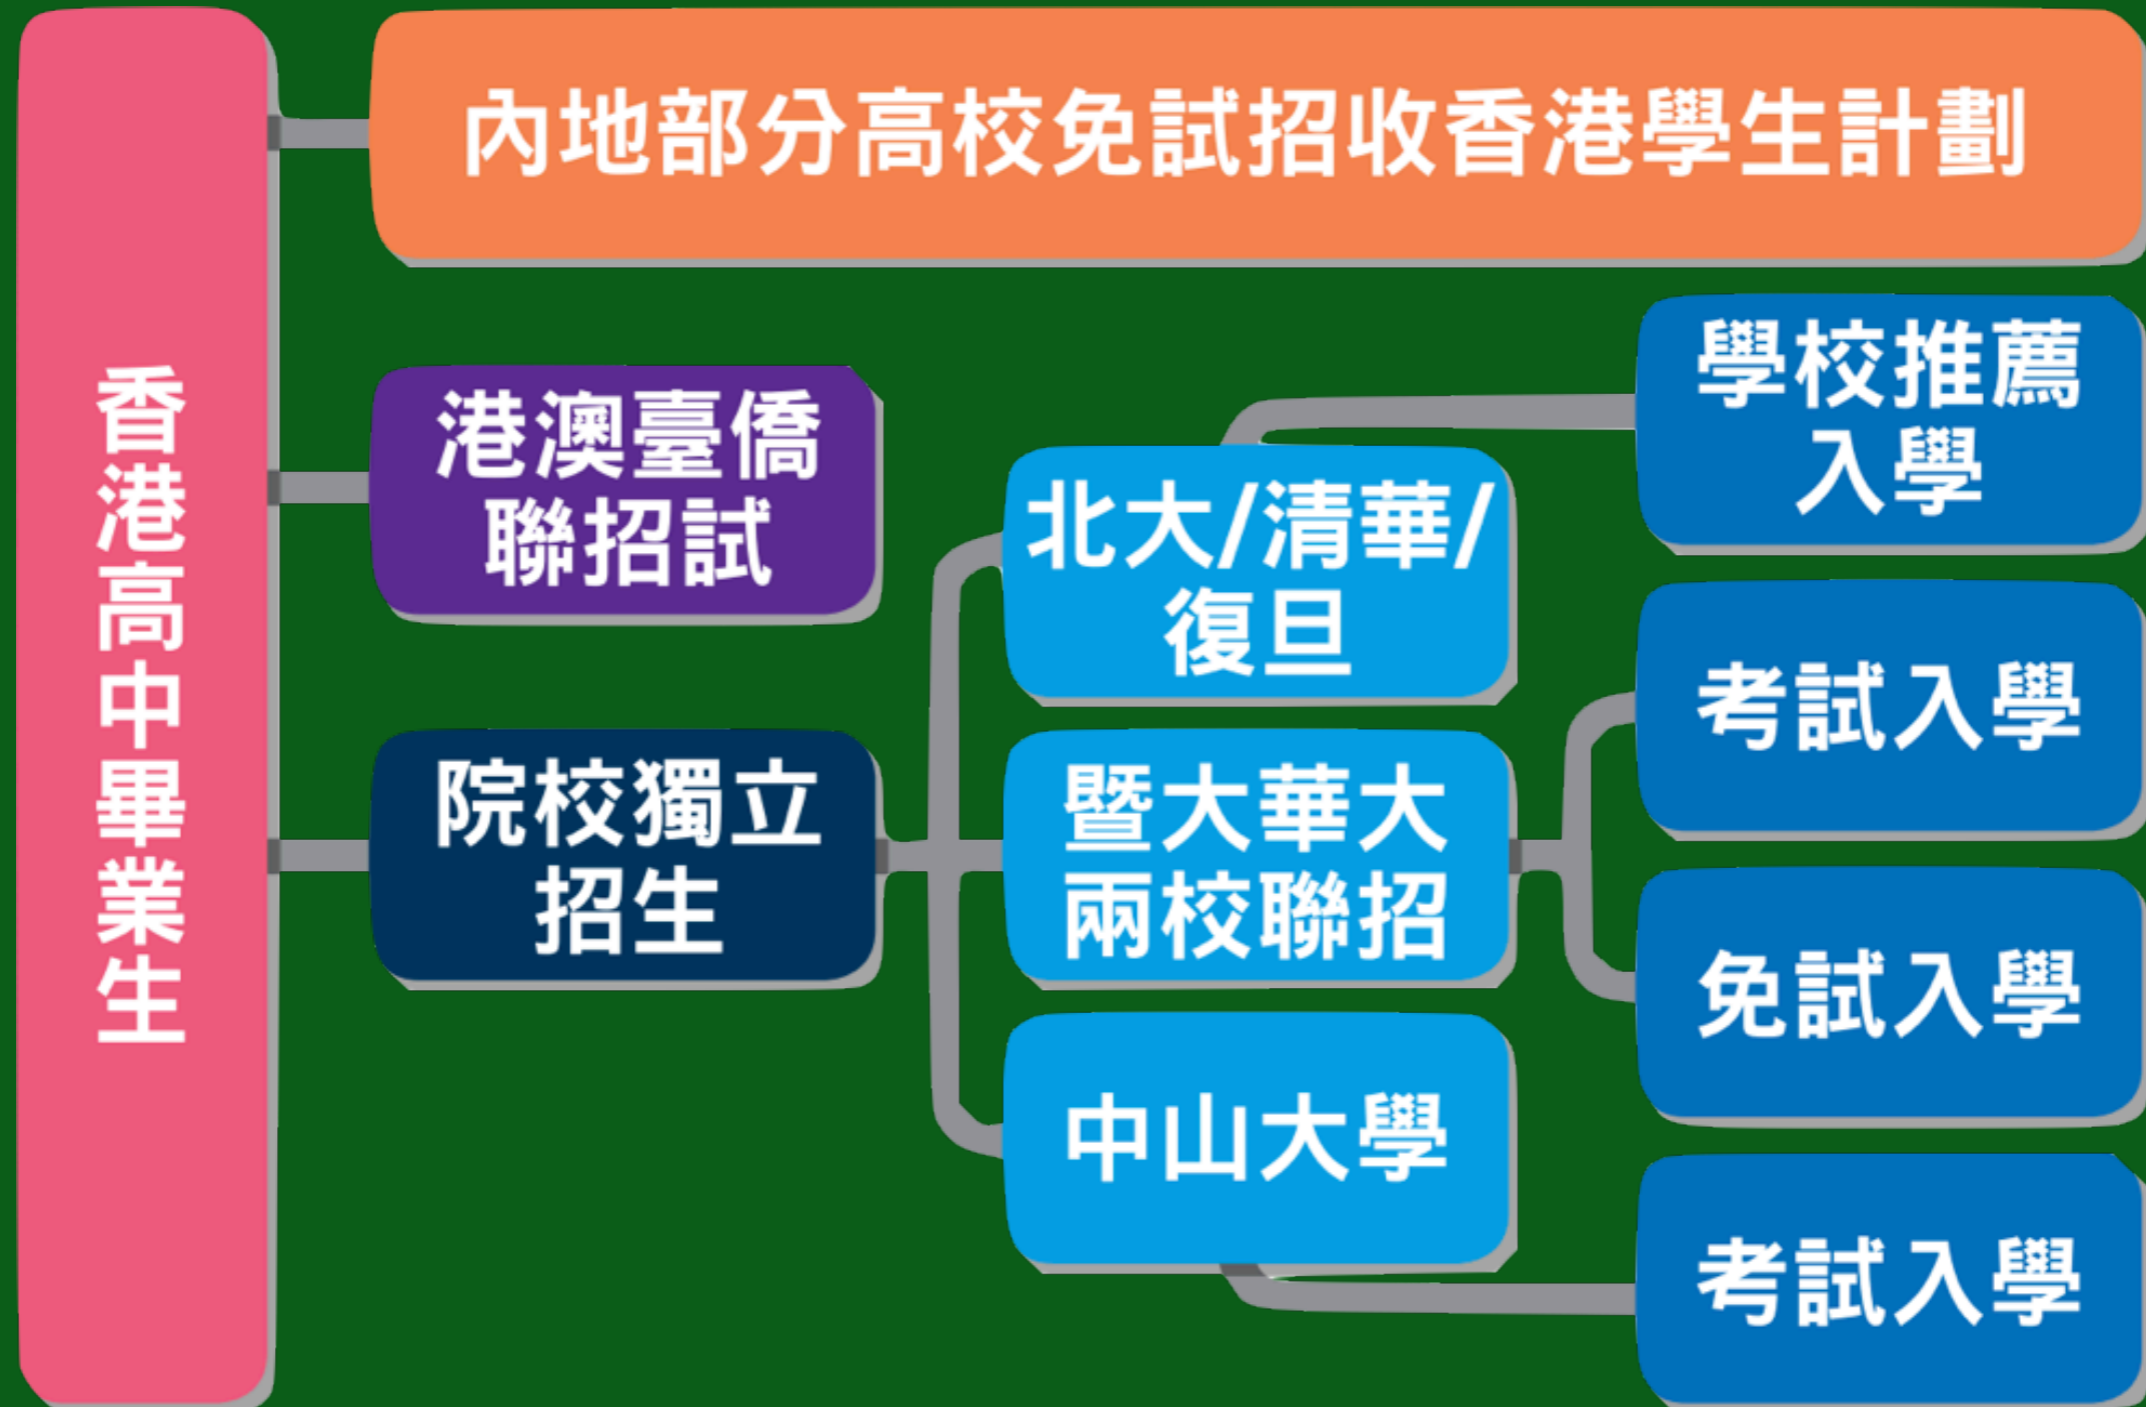 香港高中畢業生
內地部分高校免試招收香港學生計劃
港澳臺僑
聯招試
院校獨立
招生
北大/清華/
復旦
暨大華大
兩校聯招
中山大學
學校推薦
入學
考試入學
免試入學
考試入學